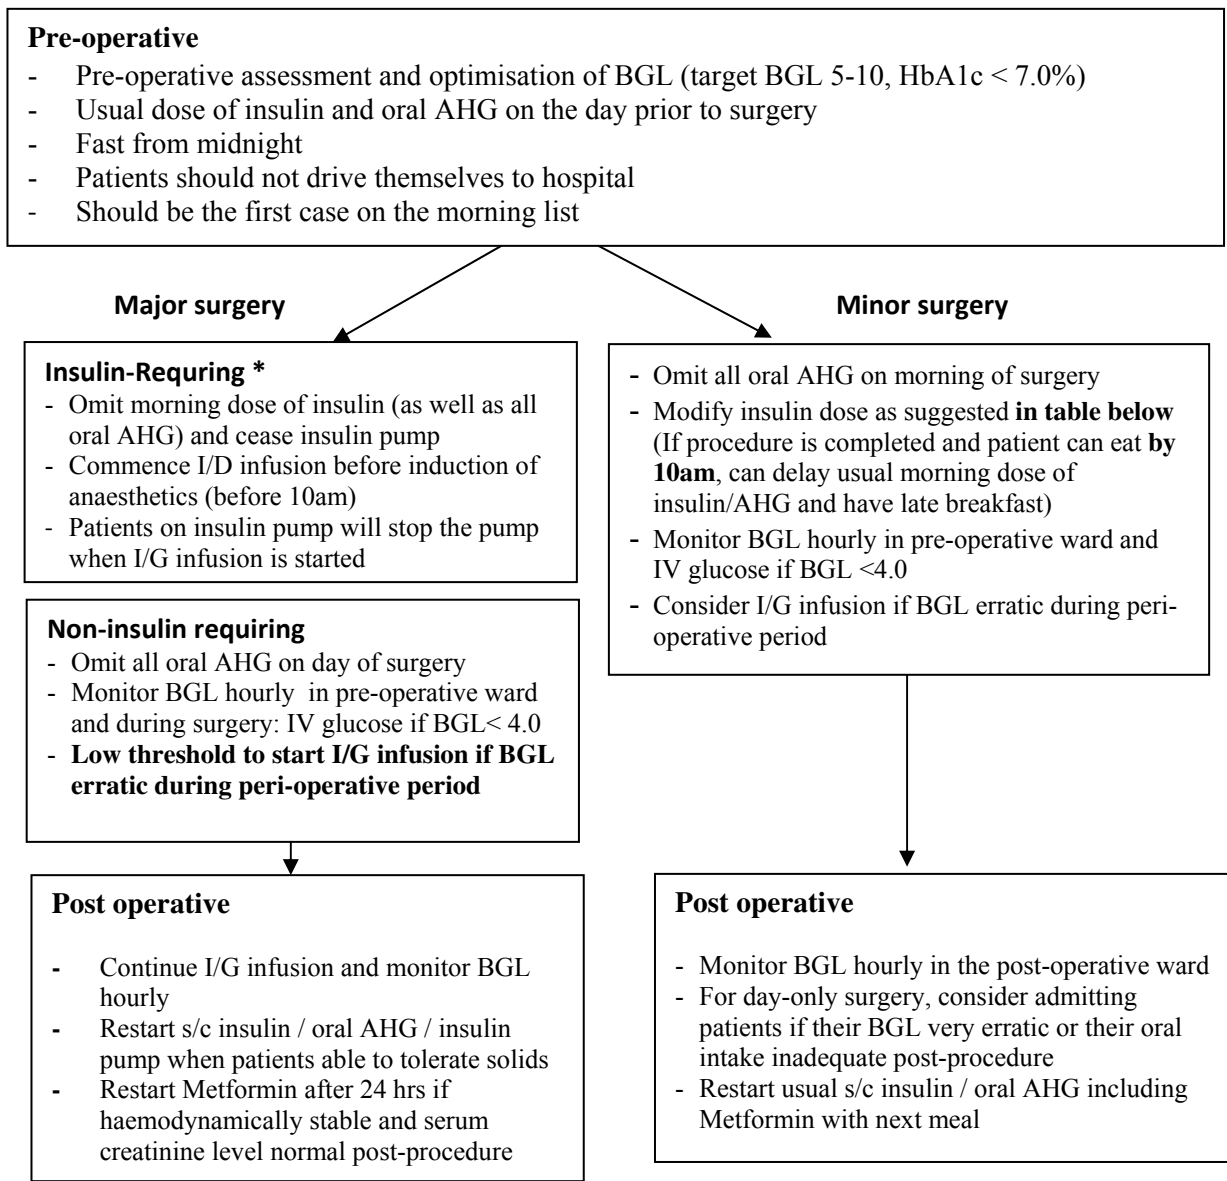 Pre-operative
- Pre-operative assessment and optimisation of BGL (target BGL 5-10, HbA1c < 7.0%)
- Usual dose of insulin and oral AHG on the day prior to surgery
- Fast from midnight
- Patients should not drive themselves to hospital
- Should be the first case on the morning list
Major surgery
Insulin-Requring *
- Omit morning dose of insulin (as well as all
oral AHG) and cease insulin pump
- Commence I/D infusion before induction of
anaesthetics (before 10am)
- Patients on insulin pump will stop the pump
when I/G infusion is started
Non-insulin requiring
- Omit all oral AHG on day of surgery
- Monitor BGL hourly in pre-operative ward
and during surgery: IV glucose if BGL< 4.0
- Low threshold to start I/G infusion if BGL
erratic during peri-operative period
Post operative
- Continue I/G infusion and monitor BGL
hourly
- Restart s/c insulin / oral AHG / insulin
pump when patients able to tolerate solids
- Restart Metformin after 24 hrs if
haemodynamically stable and serum
creatinine level normal post-procedure
Minor surgery
- Omit all oral AHG on morning of surgery
- Modify insulin dose as suggested in table below
(If procedure is completed and patient can eat by
10am, can delay usual morning dose of
insulin/AHG and have late breakfast)
- Monitor BGL hourly in pre-operative ward and
IV glucose if BGL <4.0
- Consider I/G infusion if BGL erratic during peri-
operative period
Post operative
- Monitor BGL hourly in the post-operative ward
- For day-only surgery, consider admitting
patients if their BGL very erratic or their oral
intake inadequate post-procedure
- Restart usual s/c insulin / oral AHG including
Metformin with next meal